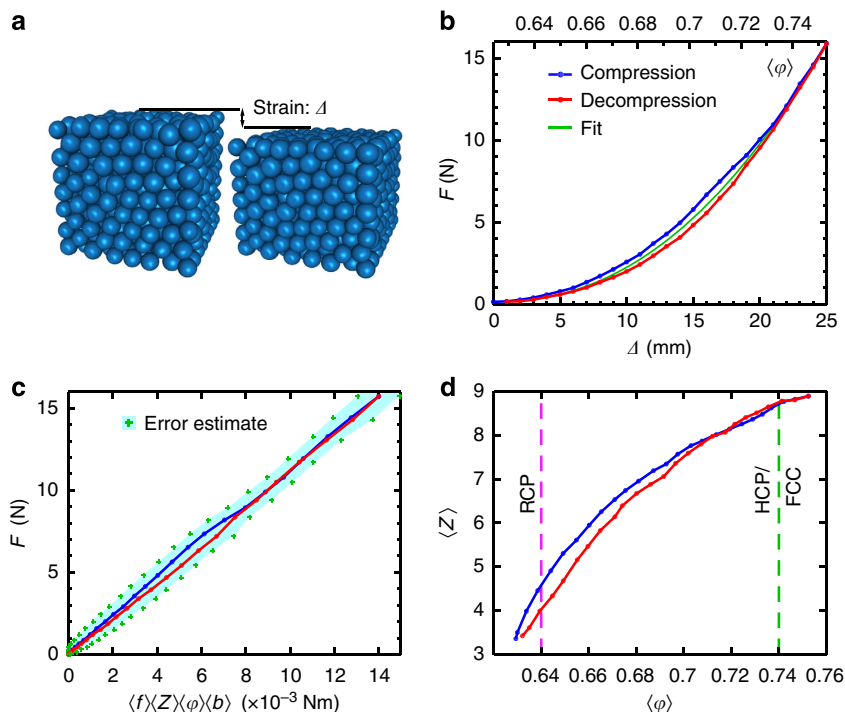 a
Strain: Δ
b
0.64 0.66 0.68 0.7 0.72 0.74
⟨φ⟩
Compression
Decompression
Fit
F (N)
15
10
5
0
0 5 10 15 20 25
Δ (mm)
c
Error estimate
F (N)
15
10
5
0
0 2 4 6 8 10 12 14
⟨f⟩⟨Z⟩⟨φ⟩⟨b⟩ (×10⁻³ Nm)
d
RCP
HCP/
FCC
⟨Z⟩
9
8
7
6
5
4
3
0.64 0.66 0.68 0.7 0.72 0.74 0.76
⟨φ⟩